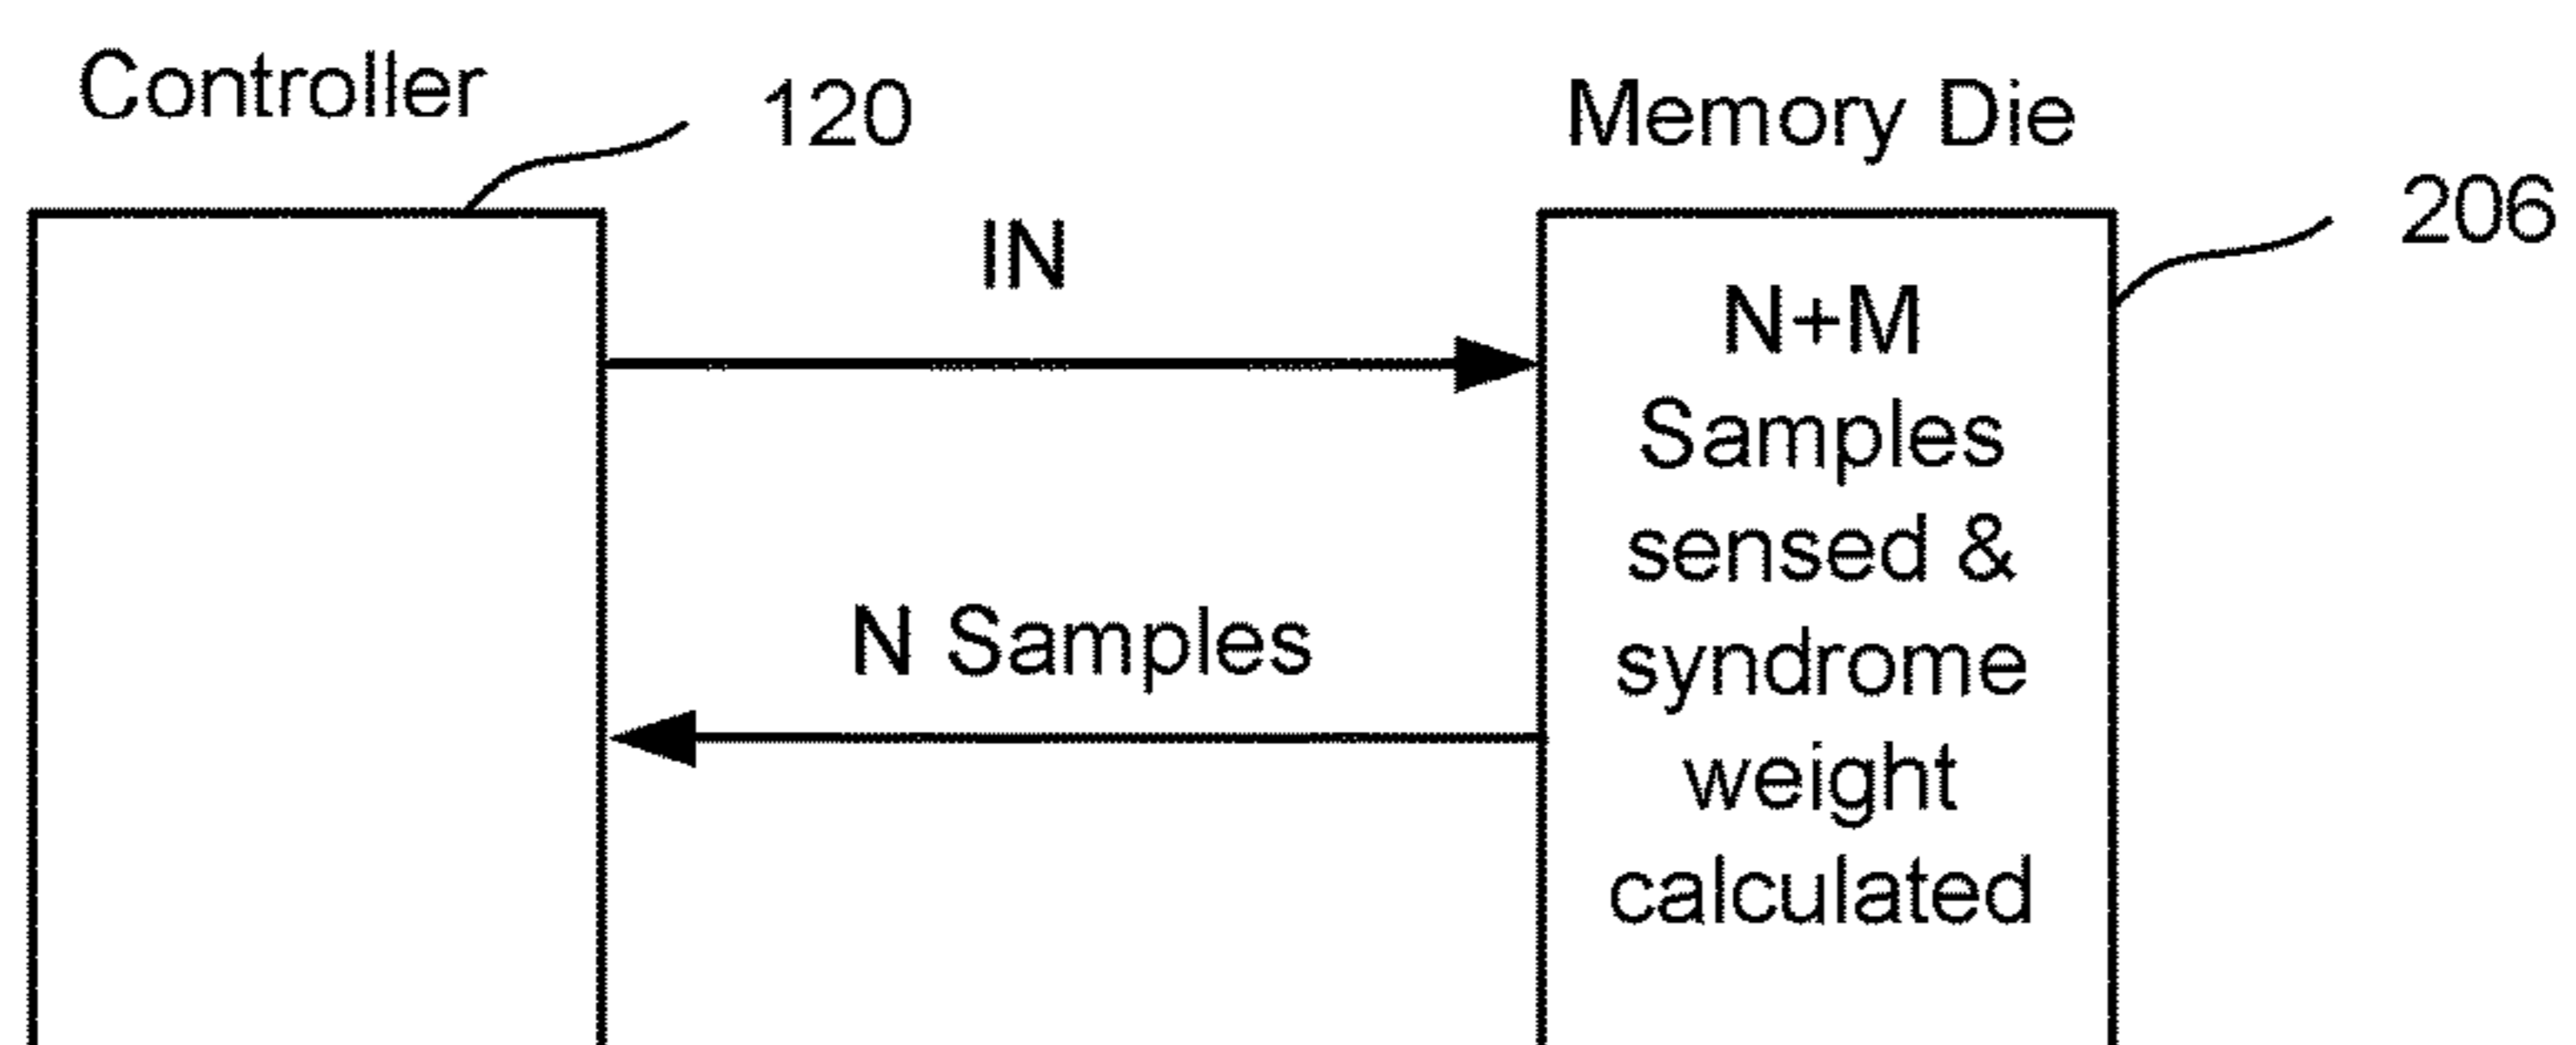 Controller
120
Memory Die
206
IN
N Samples
N+M
Samples
sensed &
syndrome
weight
calculated